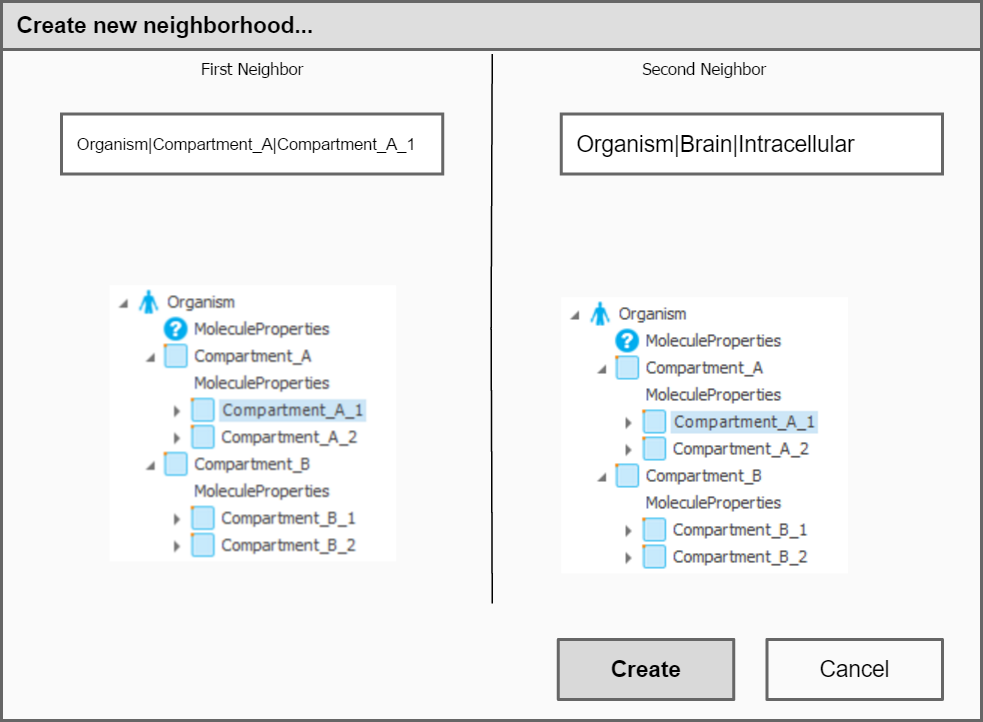 Create new neighborhood...
First Neighbor
Organism|Compartment_A|Compartment_A_1
Organism
MoleculeProperties
Compartment_A
MoleculeProperties
Compartment_A_1
Compartment_A_2
Compartment_B
MoleculeProperties
Compartment_B_1
Compartment_B_2
Second Neighbor
Organism|Brain|Intracellular
Organism
MoleculeProperties
Compartment_A
MoleculeProperties
Compartment_A_1
Compartment_A_2
Compartment_B
MoleculeProperties
Compartment_B_1
Compartment_B_2
Create
Cancel